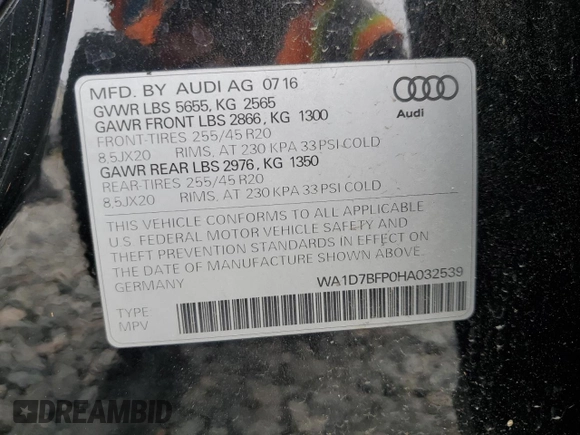 MFD. BY AUDI AG 07 16
GVWR LBS 5655, KG 2565
GAWR FRONT LBS 2866, KG 1300
FRONT-TIRES 255/45 R20
8,5JX20 RIMS, AT 230 KPA 33 PSI COLD
GAWR REAR LBS 2976, KG 1350
REAR-TIRES 255/45 R20
8,5JX20 RIMS, AT 230 KPA 33 PSI COLD
Audi
THIS VEHICLE CONFORMS TO ALL APPLICABLE
U.S. FEDERAL MOTOR VEHICLE SAFETY AND
THEFT PREVENTION STANDARDS IN EFFECT ON
THE DATE OF MANUFACTURE SHOWN ABOVE.
GERMANY
WA1D7BFP0HA032539
TYPE:
MPV
DREAMBID